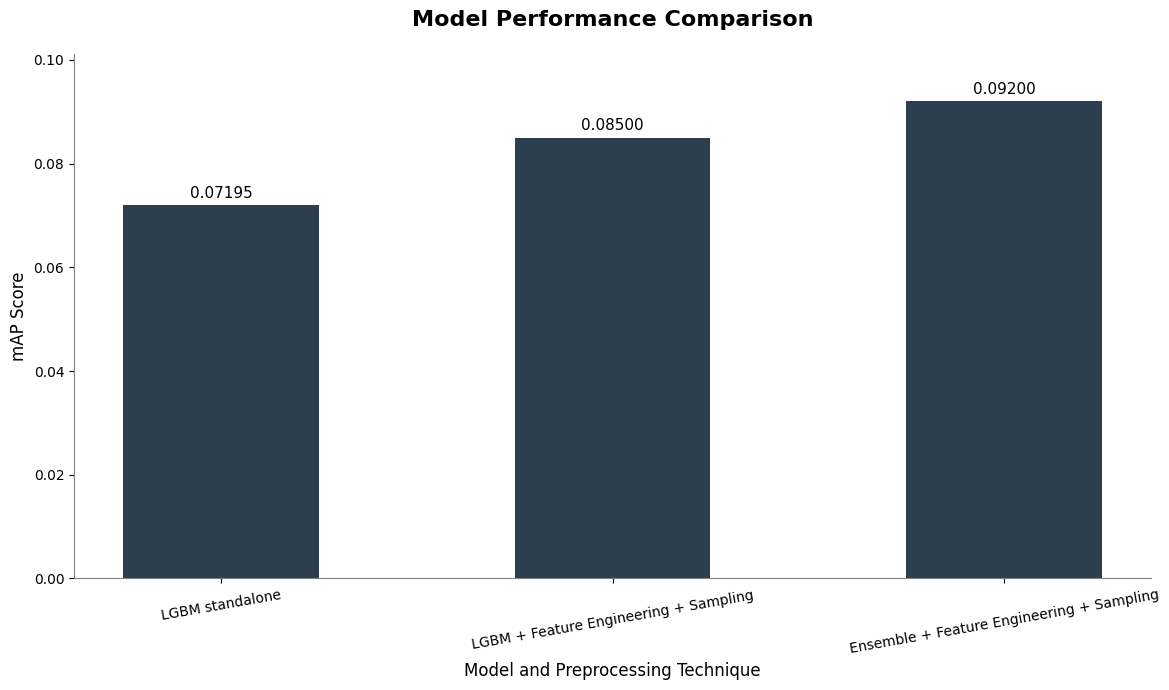 Model Performance Comparison
mAP Score
0.10
0.08
0.06
0.04
0.02
0.00
0.07195
0.08500
0.09200
LGBM standalone
LGBM + Feature Engineering + Sampling
Ensemble + Feature Engineering + Sampling
Model and Preprocessing Technique